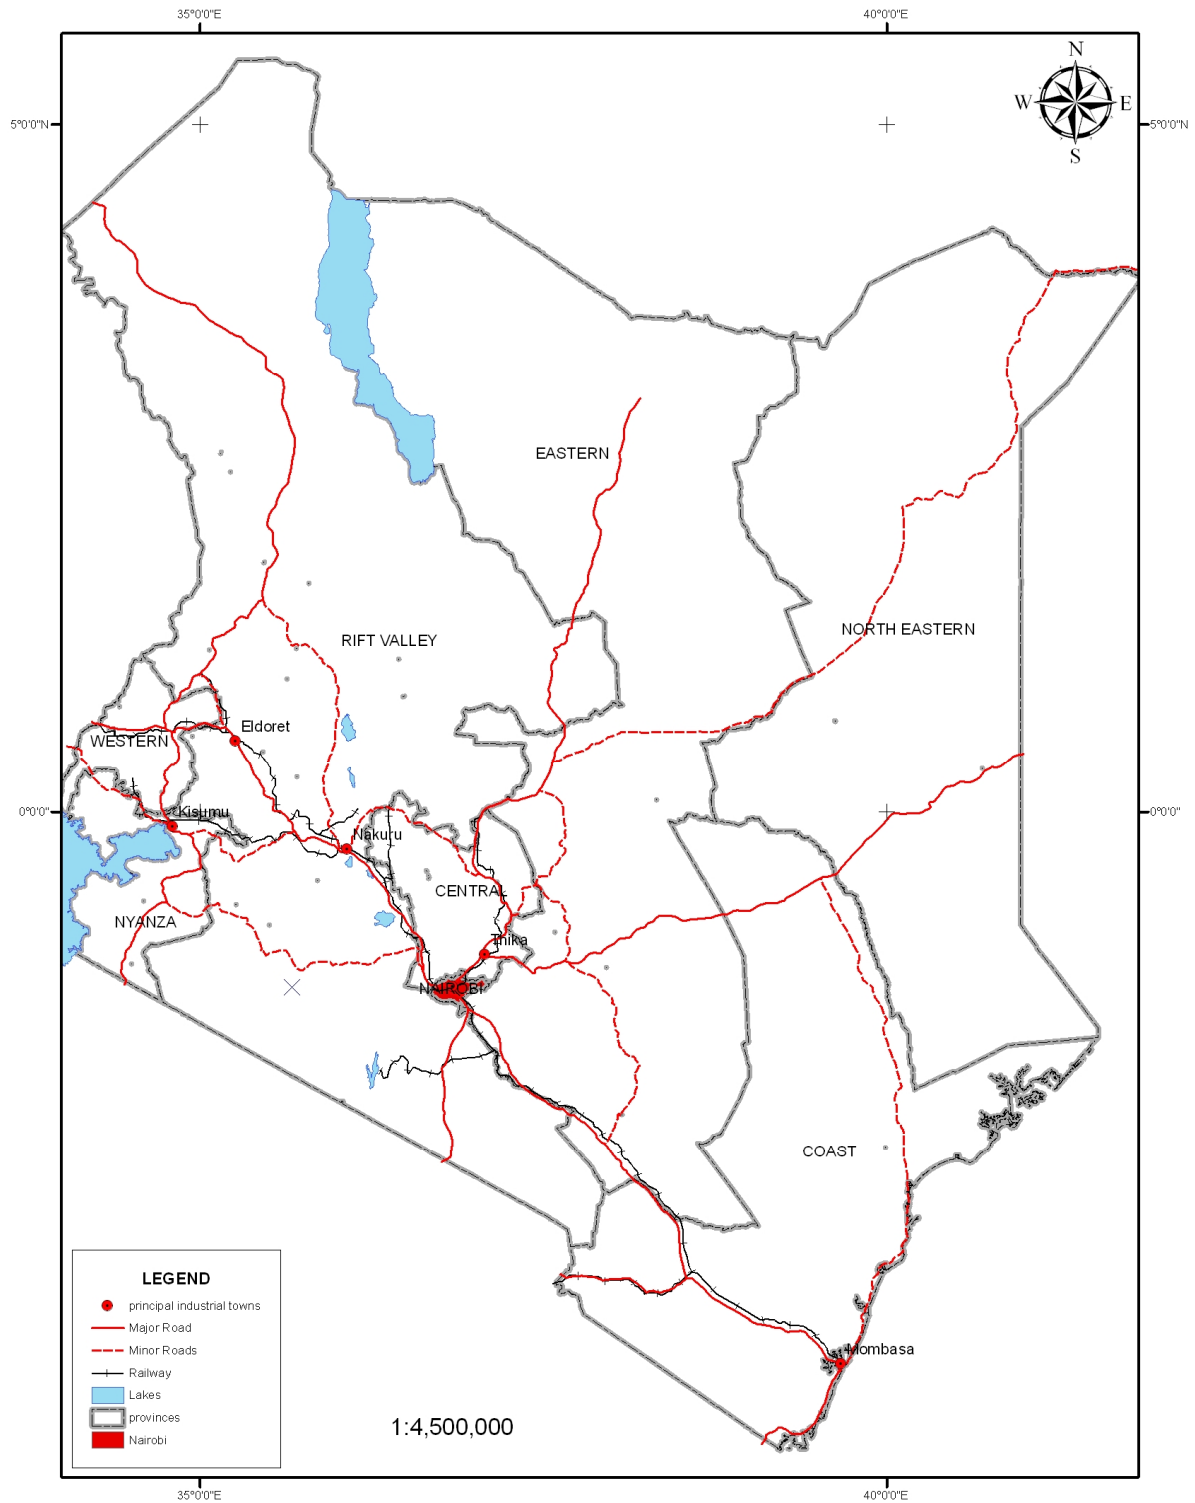 35°0'0"E
40°0'0"E
N
W
E
S
5°0'0"N
5°0'0"N
EASTERN
NORTH EASTERN
RIFT VALLEY
Eldoret
WESTERN
0°0'0"
Kisumu
0°0'0"
Nakuru
CENTRAL
NYANZA
Thika
NAIROBI
COAST
LEGEND
principal industrial towns
Major Road
Minor Roads
Railway
Lakes
provinces
Nairobi
Mombasa
1:4,500,000
35°0'0"E
40°0'0"E